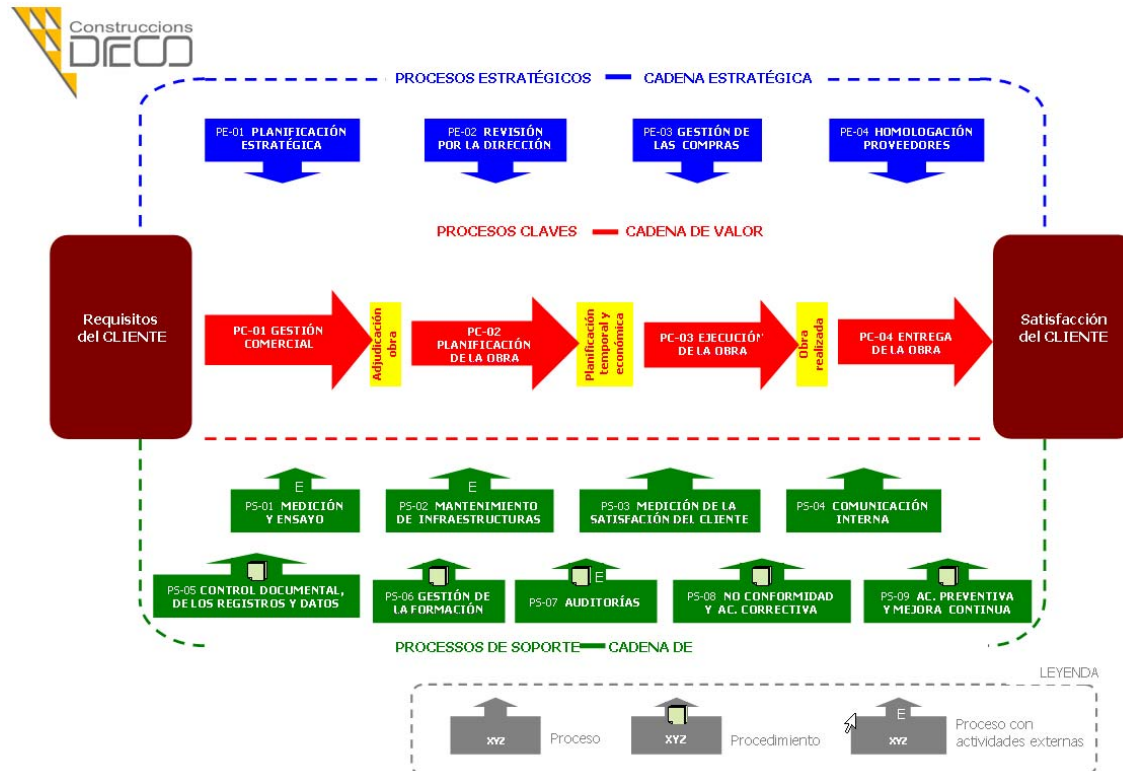 Construccions
DECO
PROCESOS ESTRATÉGICOS — CADENA ESTRATÉGICA
PE-01 PLANIFICACIÓN
ESTRATÉGICA
PE-02 REVISIÓN
POR LA DIRECCIÓN
PE-03 GESTIÓN DE
LAS COMPRAS
PE-04 HOMOLOGACIÓN
PROVEEDORES
PROCESOS CLAVES — CADENA DE VALOR
Requisitos
del CLIENTE
PC-01 GESTIÓN
COMERCIAL
Adjudicación
obra
PC-02
PLANIFICACIÓN
DE LA OBRA
Planificación
temporal y
económica
PC-03 EJECUCIÓN
DE LA OBRA
Obra
realizada
PC-04 ENTREGA
DE LA OBRA
Satisfacción
del CLIENTE
E
PS-01 MEDICIÓN
Y ENSAYO
E
PS-02 MANTENIMIENTO
DE INFRAESTRUCTURAS
PS-03 MEDICIÓN DE LA
SATISFACCIÓN DEL CLIENTE
PS-04 COMUNICACIÓN
INTERNA
PS-05 CONTROL DOCUMENTAL,
DE LOS REGISTROS Y DATOS
PS-06 GESTIÓN DE
LA FORMACIÓN
E
PS-07 AUDITORÍAS
PS-08 NO CONFORMIDAD
Y AC. CORRECTIVA
PS-09 AC. PREVENTIVA
Y MEJORA CONTINUA
PROCESSOS DE SOPORTE — CADENA DE
LEYENDA
XYZ
Proceso
XYZ
Procedimiento
E
XYZ
Proceso con
actividades externas